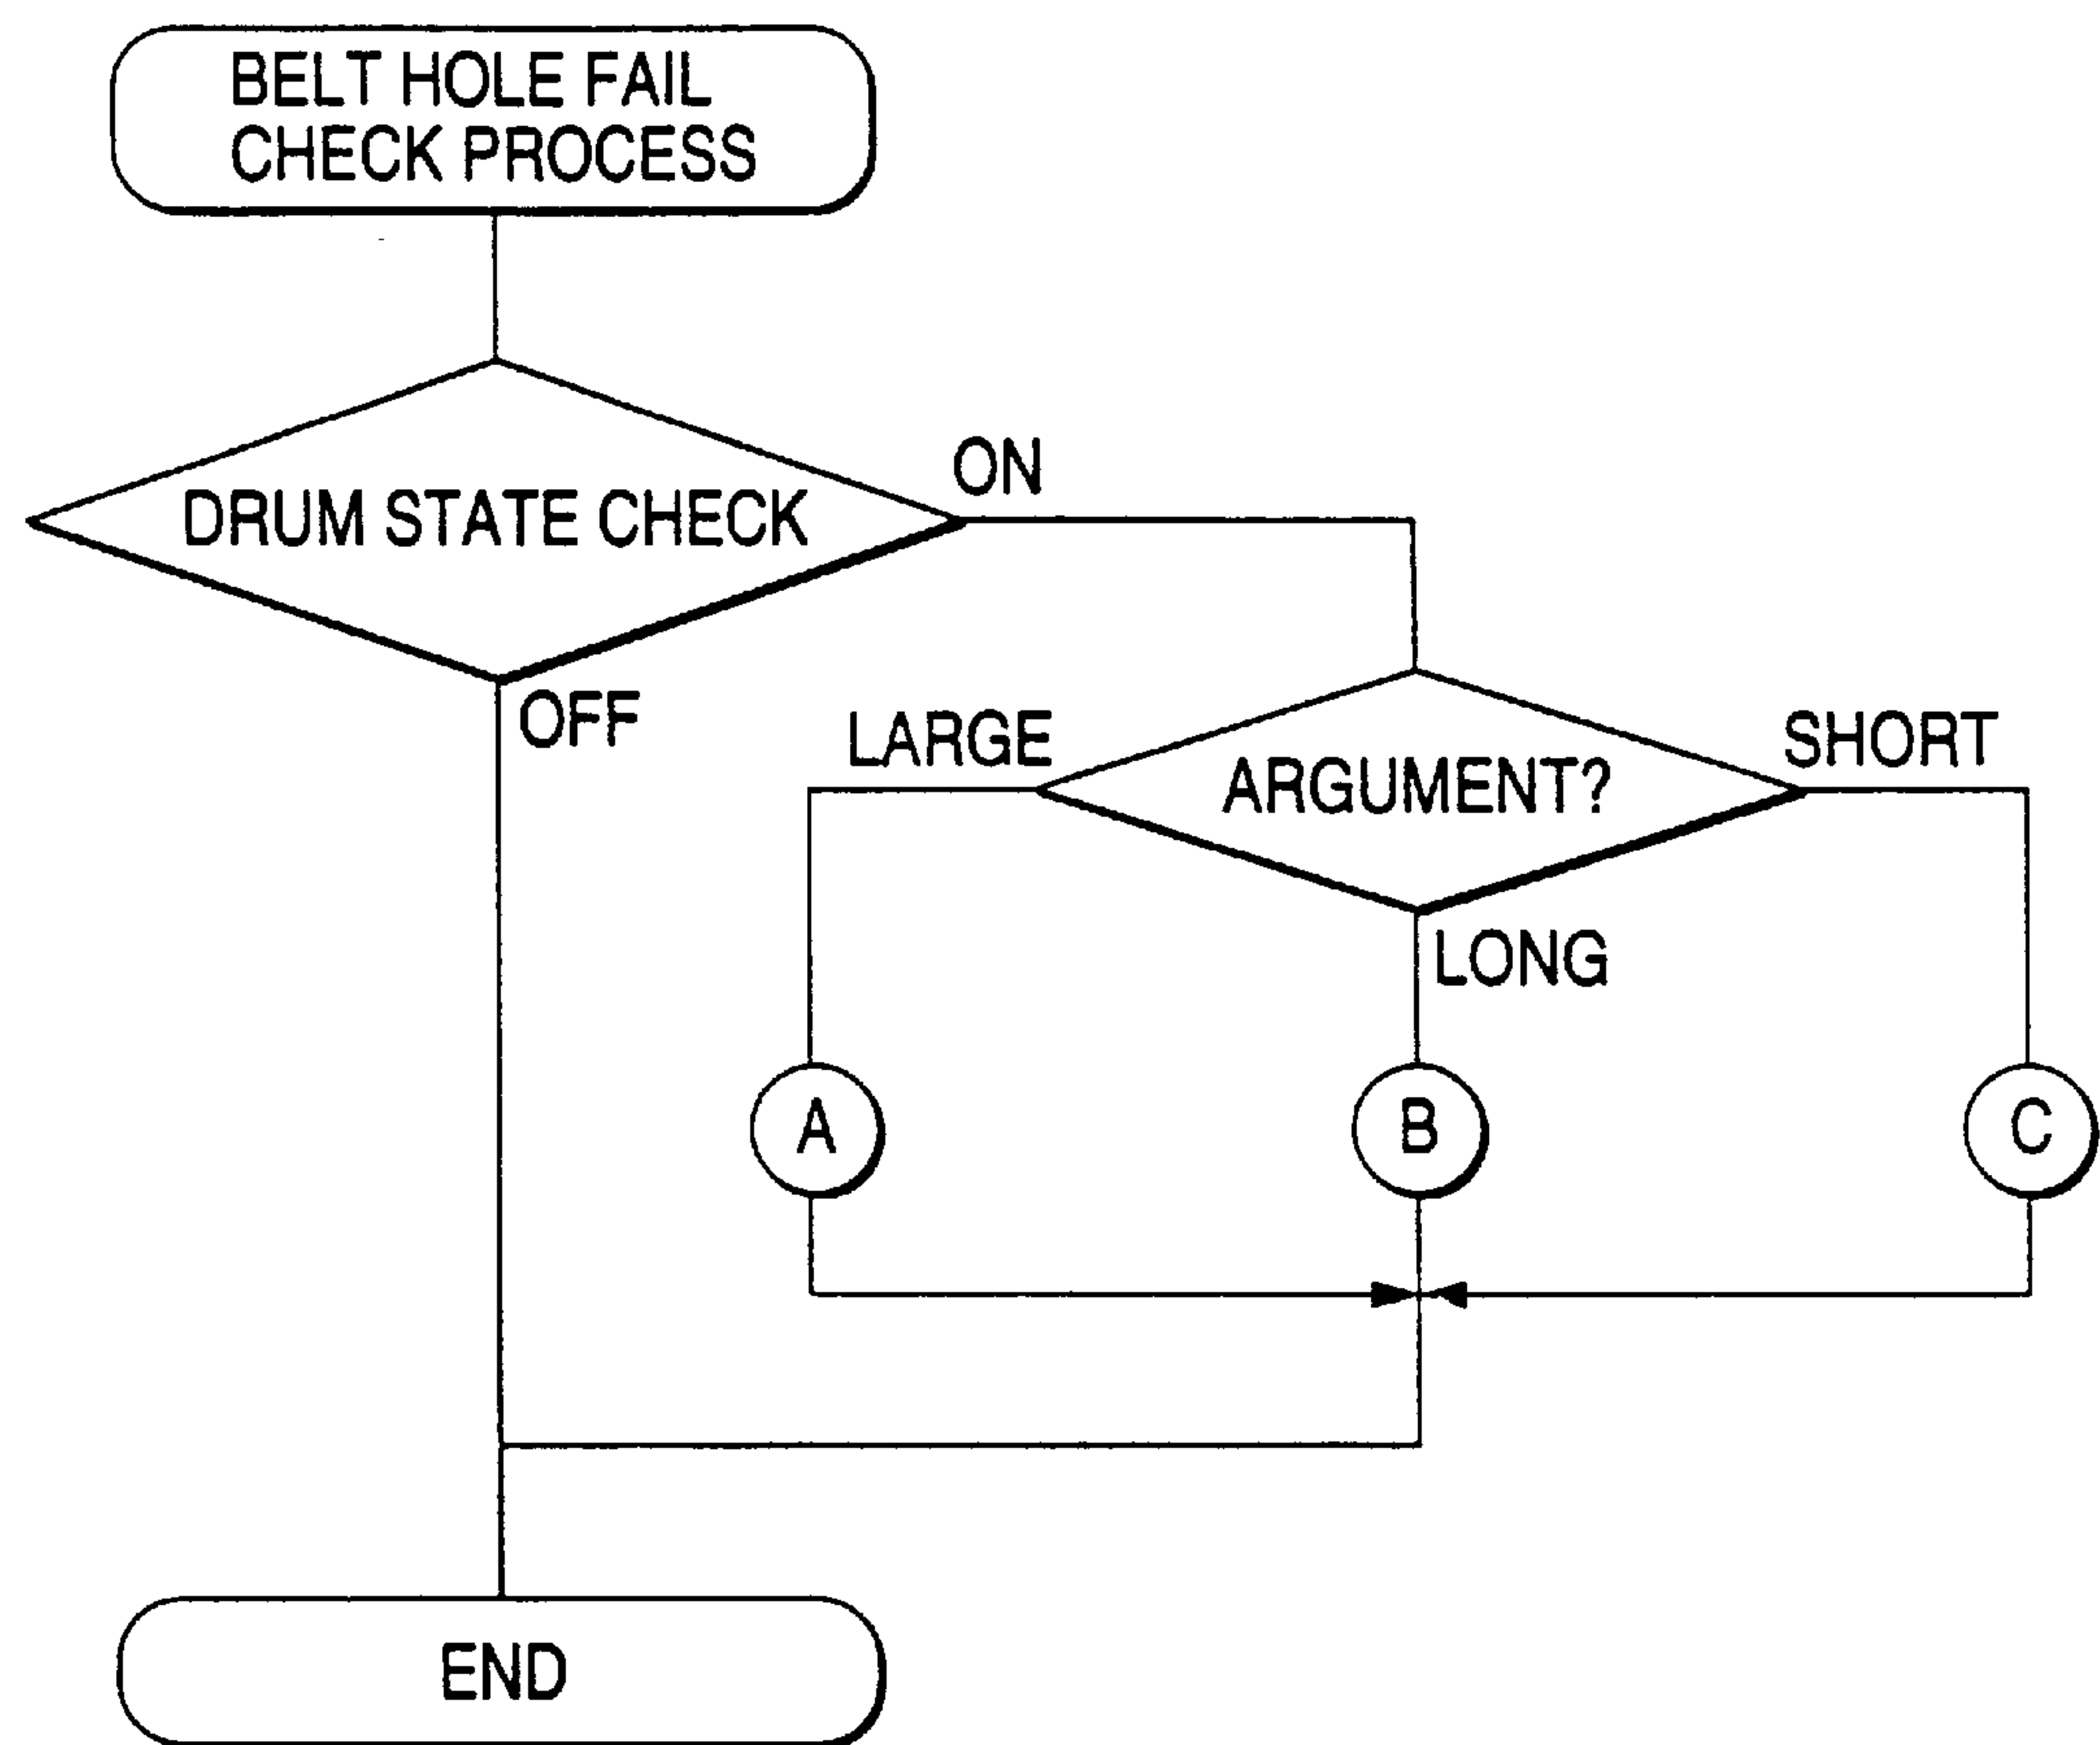 BELT HOLE FAIL
CHECK PROCESS
DRUM STATE CHECK
ON
OFF
LARGE
ARGUMENT?
SHORT
LONG
A
B
C
END